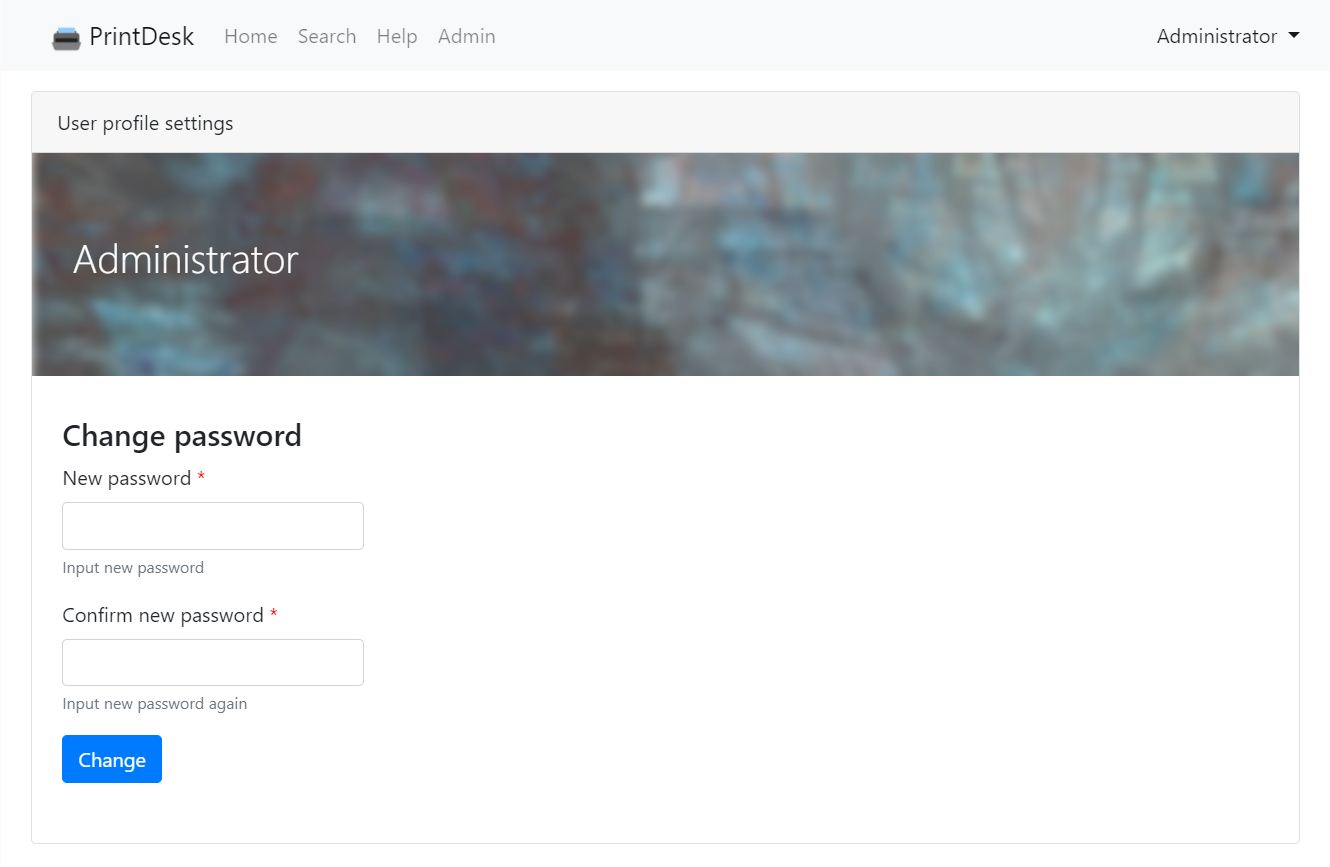 PrintDesk Home Search Help Admin Administrator
User profile settings
Administrator
Change password
New password *
Input new password
Confirm new password *
Input new password again
Change